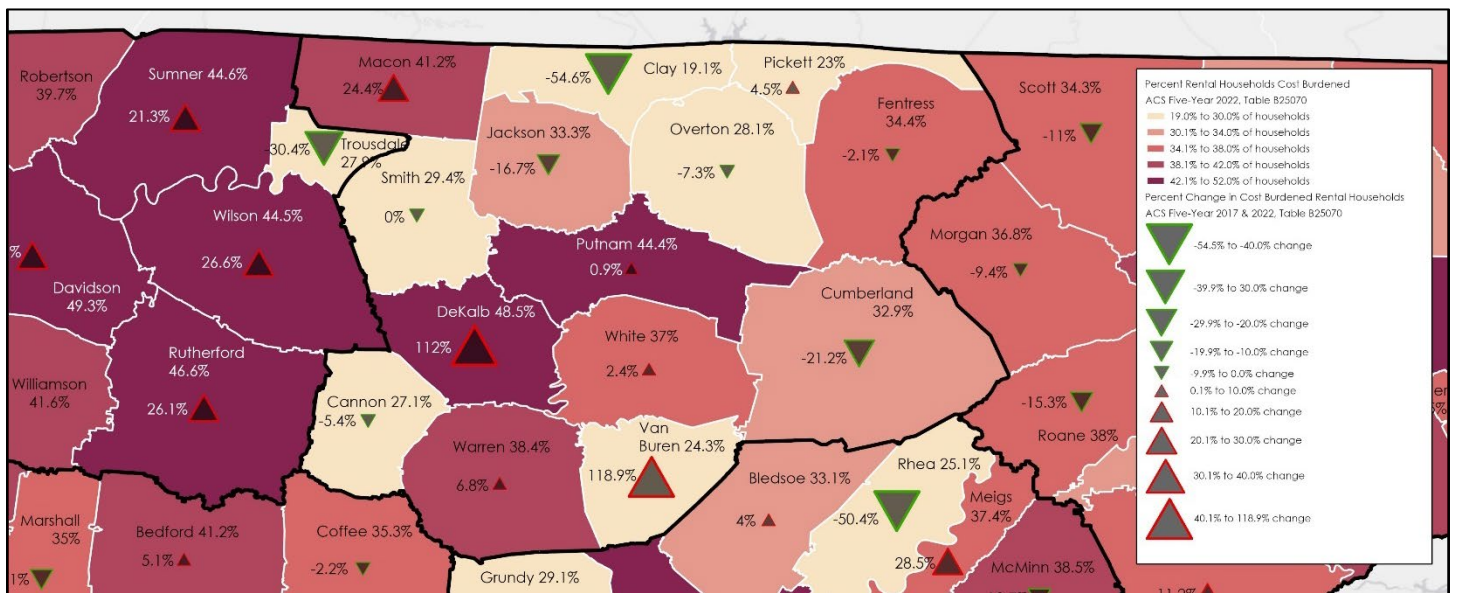 Robertson
39.7%
Sumner 44.6%
21.3%
Macon 41.2%
24.4%
-54.6%
Clay 19.1%
Pickett 23%
4.5%
Fentress
34.4%
-2.1%
Scott 34.3%
-11%
-30.4%
Trousdale
27.9%
Smith 29.4%
0%
Jackson 33.3%
-16.7%
Overton 28.1%
-7.3%
Wilson 44.5%
26.6%
Putnam 44.4%
0.9%
Morgan 36.8%
-9.4%
%
Davidson
49.3%
DeKalb 48.5%
112%
White 37%
2.4%
Cumberland
32.9%
-21.2%
Rutherford
46.6%
26.1%
Williamson
41.6%
Cannon 27.1%
-5.4%
Warren 38.4%
6.8%
Van
Buren 24.3%
118.9%
-15.3%
Roane 38%
Bledsoe 33.1%
4%
Rhea 25.1%
-50.4%
Meigs
37.4%
28.5%
Marshall
35%
1%
Bedford 41.2%
5.1%
Coffee 35.3%
-2.2%
Grundy 29.1%
McMinn 38.5%
Percent Rental Households Cost Burdened
ACS Five-Year 2022, Table B25070
19.0% to 30.0% of households
30.1% to 34.0% of households
34.1% to 38.0% of households
38.1% to 42.0% of households
42.1% to 52.0% of households
Percent Change in Cost Burdened Rental Households
ACS Five-Year 2017 & 2022, Table B25070
-54.5% to -40.0% change
-39.9% to 30.0% change
-29.9% to -20.0% change
-19.9% to -10.0% change
-9.9% to 0.0% change
0.1% to 10.0% change
10.1% to 20.0% change
20.1% to 30.0% change
30.1% to 40.0% change
40.1% to 118.9% change